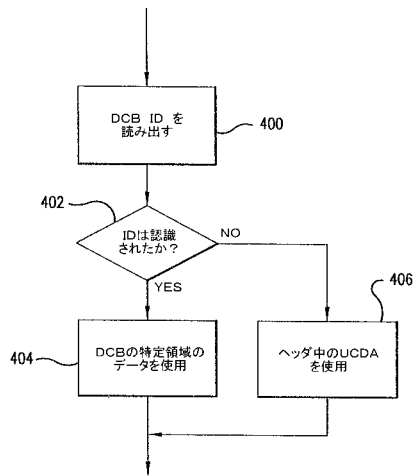 DCB ID を
読み出す
400
402
IDは認識
されたか？
NO
YES
406
404
DCBの特定領域の
データを使用
ヘッダ中のUCDA
を使用